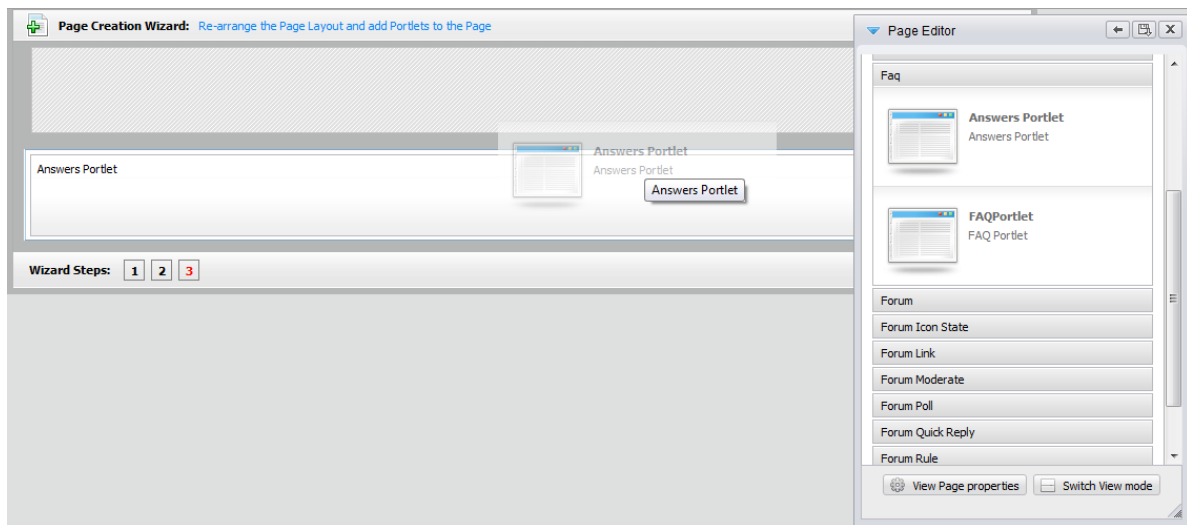 Page Creation Wizard: Re-arrange the Page Layout and add Portlets to the Page
Answers Portlet
Answers Portlet
Answers Portlet
Answers Portlet
Wizard Steps: 1 2 3
Page Editor
Faq
Answers Portlet
Answers Portlet
FAQPortlet
FAQ Portlet
Forum
Forum Icon State
Forum Link
Forum Moderate
Forum Poll
Forum Quick Reply
Forum Rule
View Page properties Switch View mode